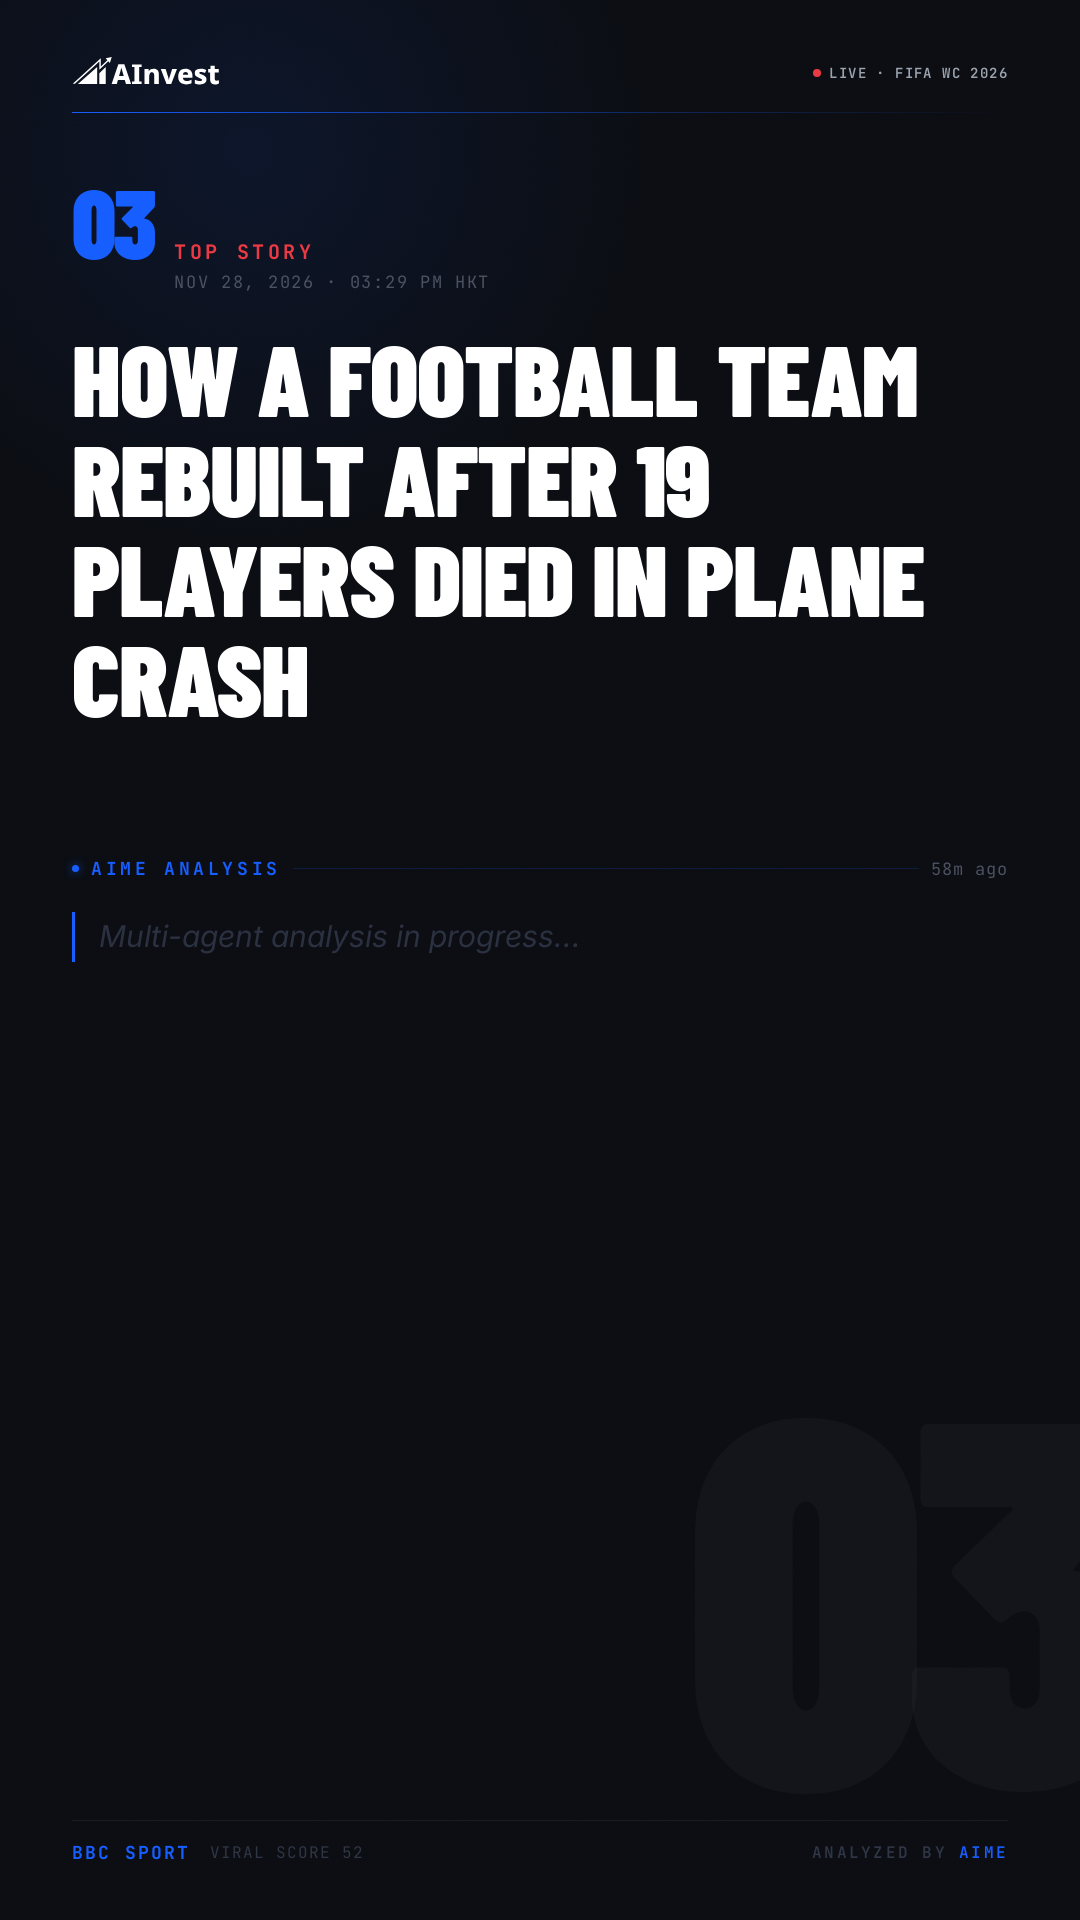 AInvest
LIVE · FIFA WC 2026
03
TOP STORY
NOV 28, 2026 · 03:29 PM HKT
HOW A FOOTBALL TEAM
REBUILT AFTER 19
PLAYERS DIED IN PLANE
CRASH
AIME ANALYSIS
58m ago
Multi-agent analysis in progress...
03
BBC SPORT VIRAL SCORE 52
ANALYZED BY AIME